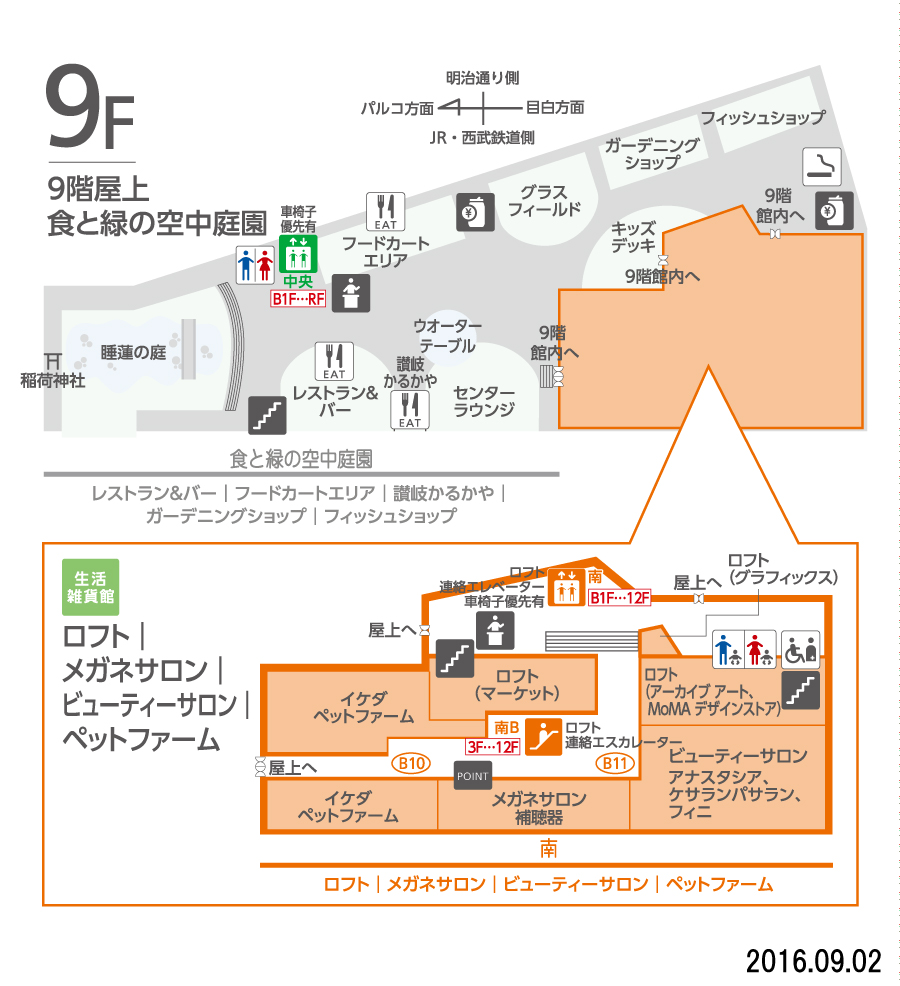 9F
9階屋上
食と緑の空中庭園
明治通り側
パルコ方面
目白方面
JR・西武鉄道側
フィッシュショップ
ガーデニング
ショップ
9階
館内へ
グラス
フィールド
キッズ
デッキ
9階館内へ
車椅子
優先有
中央
B1F…RF
EAT
フードカート
エリア
ウオーター
テーブル
9階
館内へ
睡蓮の庭
稲荷神社
EAT
レストラン&
バー
讃岐
かるかや
EAT
センター
ラウンジ
食と緑の空中庭園
レストラン&バー｜フードカートエリア｜讃岐かるかや｜
ガーデニングショップ｜フィッシュショップ
生活
雑貨館
ロフト｜
メガネサロン｜
ビューティーサロン｜
ペットファーム
ロフト
連絡エレベーター
車椅子優先有
南
B1F…12F
屋上へ
ロフト
（グラフィックス）
屋上へ
ロフト
（マーケット）
イケダ
ペットファーム
ロフト
（アーカイブ アート、
MoMA デザインストア）
南B
3F…12F
ロフト
連絡エスカレーター
B10
B11
屋上へ
POINT
ビューティーサロン
アナスタシア、
ケサランパサラン、
フィニ
イケダ
ペットファーム
メガネサロン
補聴器
南
ロフト｜メガネサロン｜ビューティーサロン｜ペットファーム
2016.09.02